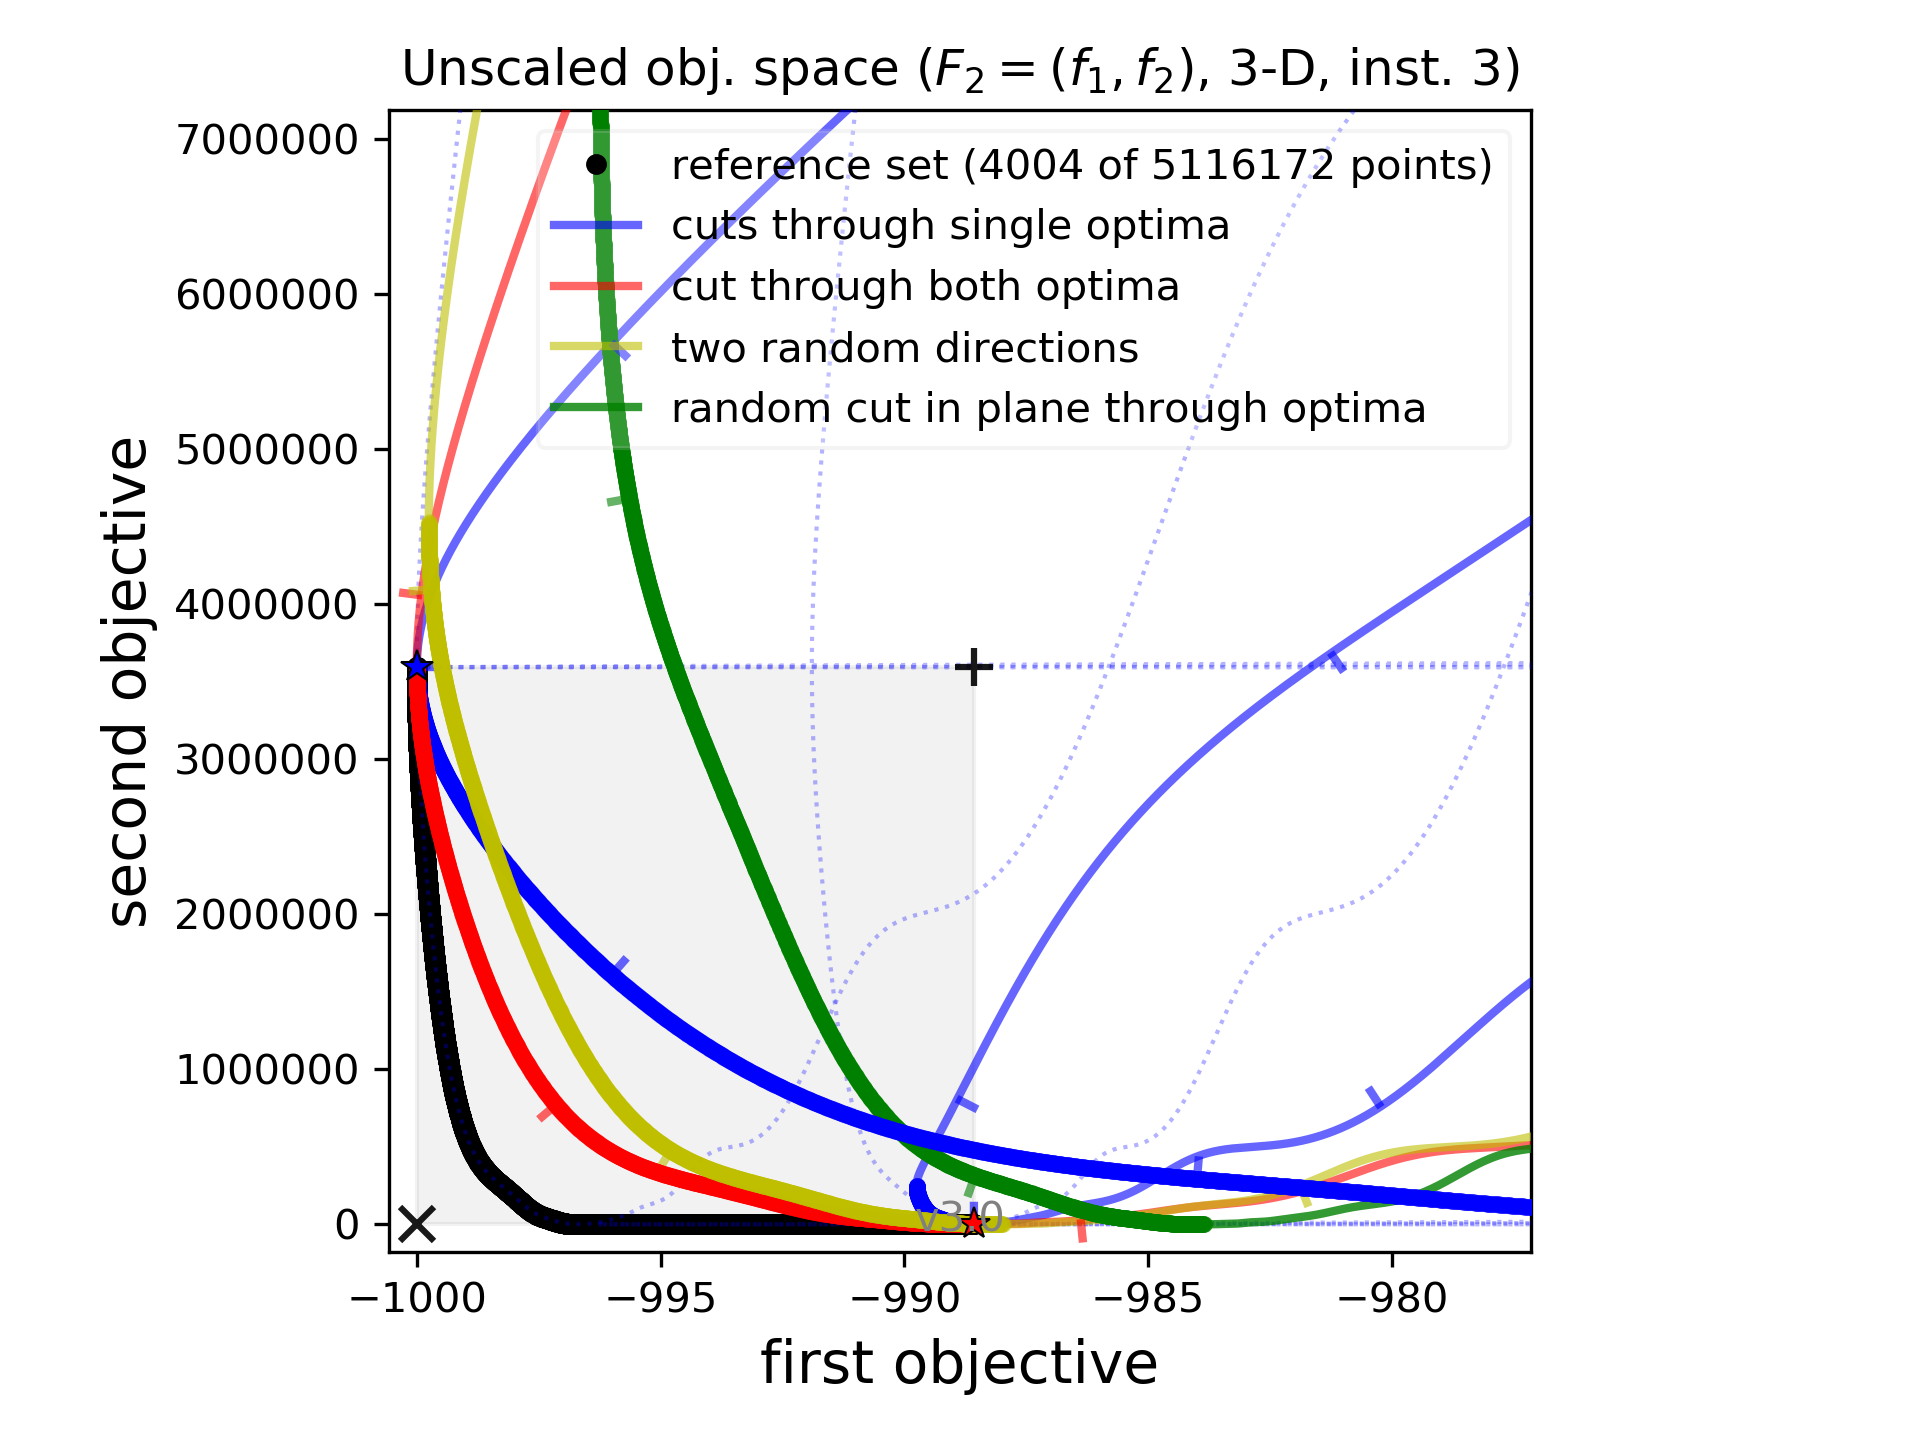 Unscaled obj. space (F₂ = (f₁, f₂), 3-D, inst. 3)
reference set (4004 of 5116172 points)
cuts through single optima
cut through both optima
two random directions
random cut in plane through optima
second objective
7000000
6000000
5000000
4000000
3000000
2000000
1000000
0
v3.0
−1000 −995 −990 −985 −980
first objective